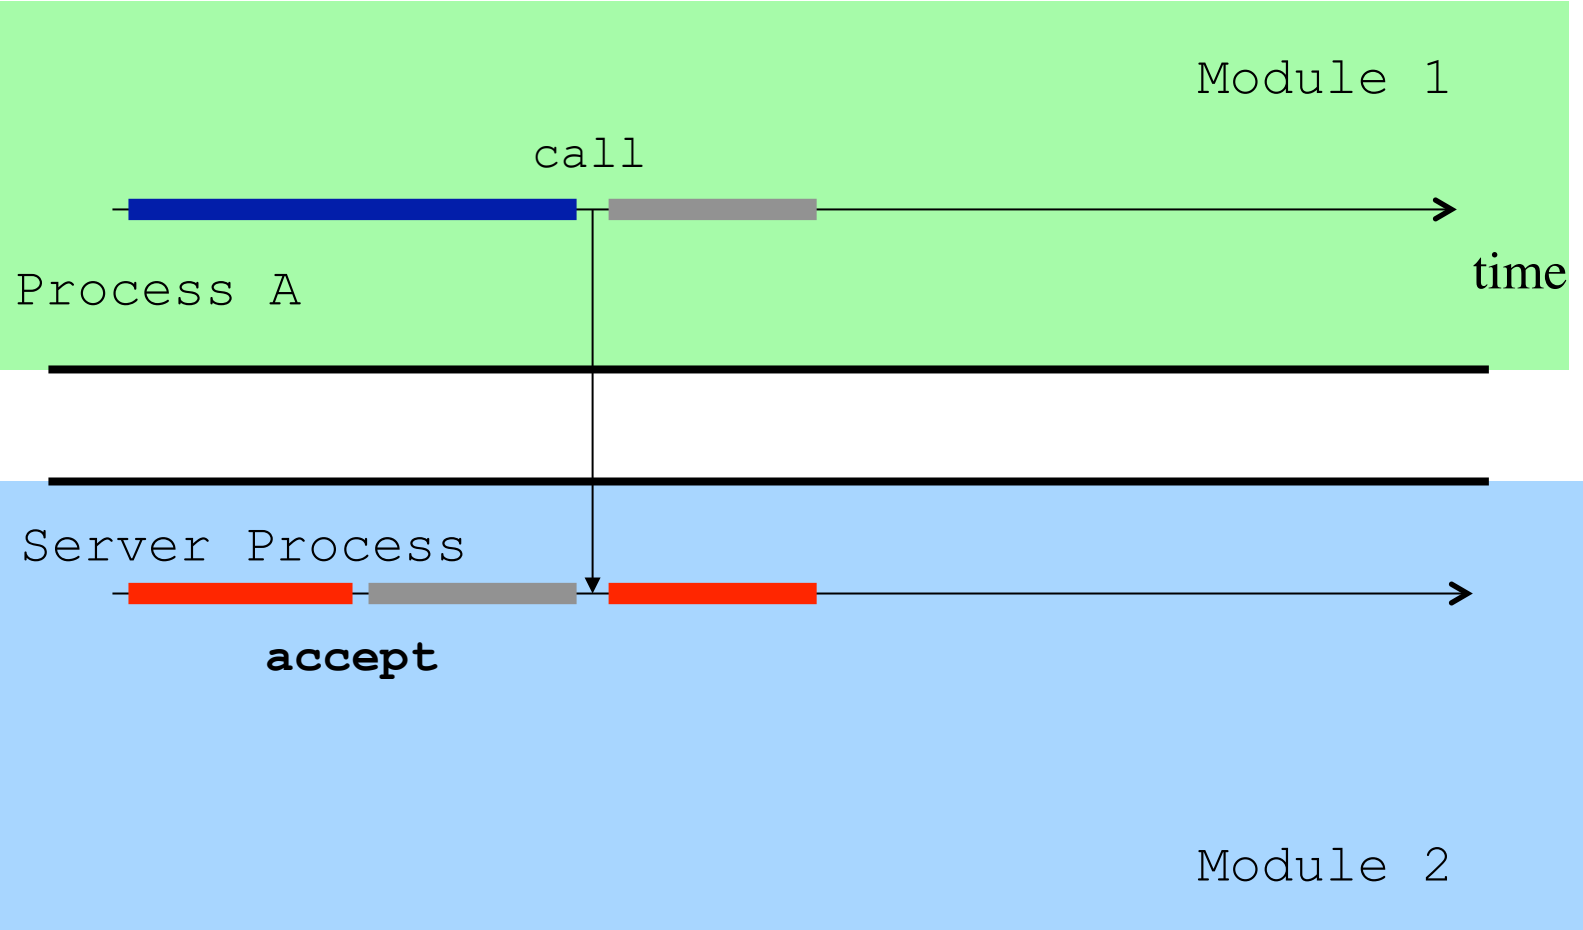 Module 1
call
time
Process A
Server Process
accept
Module 2